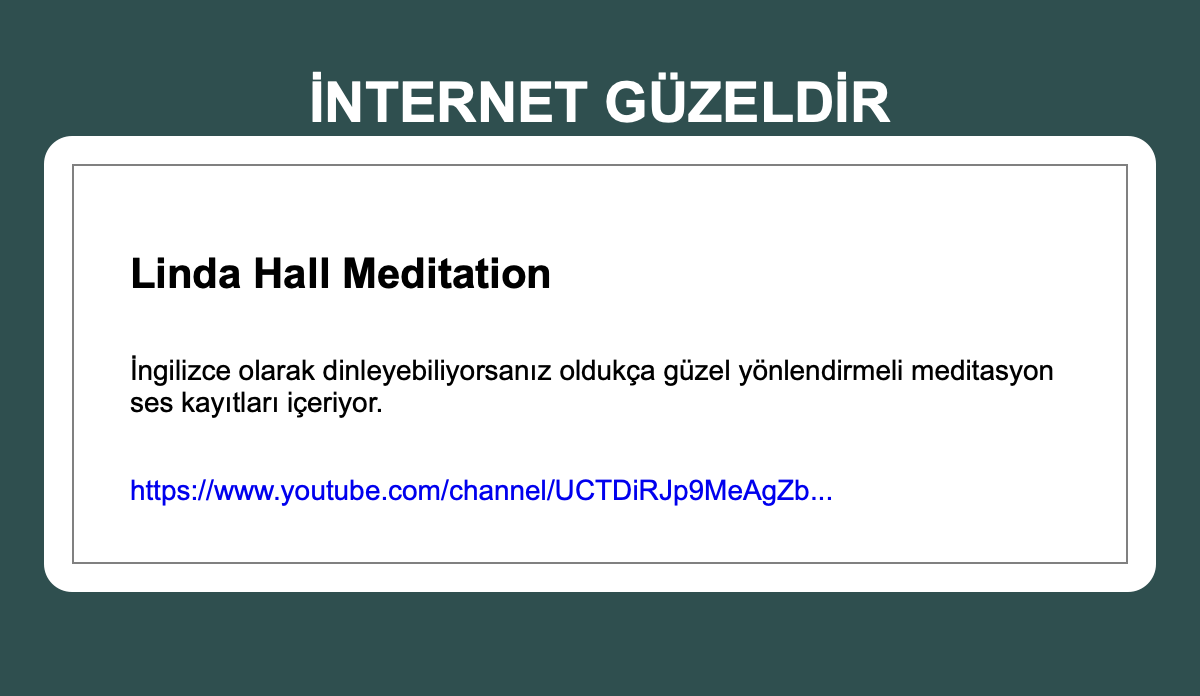 İNTERNET GÜZELDİR
Linda Hall Meditation
İngilizce olarak dinleyebiliyorsanız oldukça güzel yönlendirmeli meditasyon
ses kayıtları içeriyor.
https://www.youtube.com/channel/UCTDiRJp9MeAgZb...